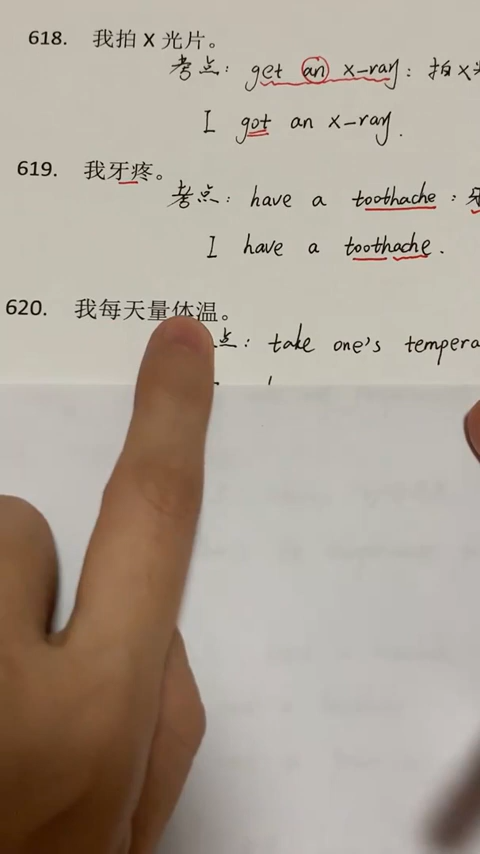 618. 我拍 X 光片。
考点: get an x-ray: 拍x
I got an x-ray.
619. 我牙疼。
考点: have a toothache:
I have a toothache.
620. 我每天量体温。
点: take one's tempera